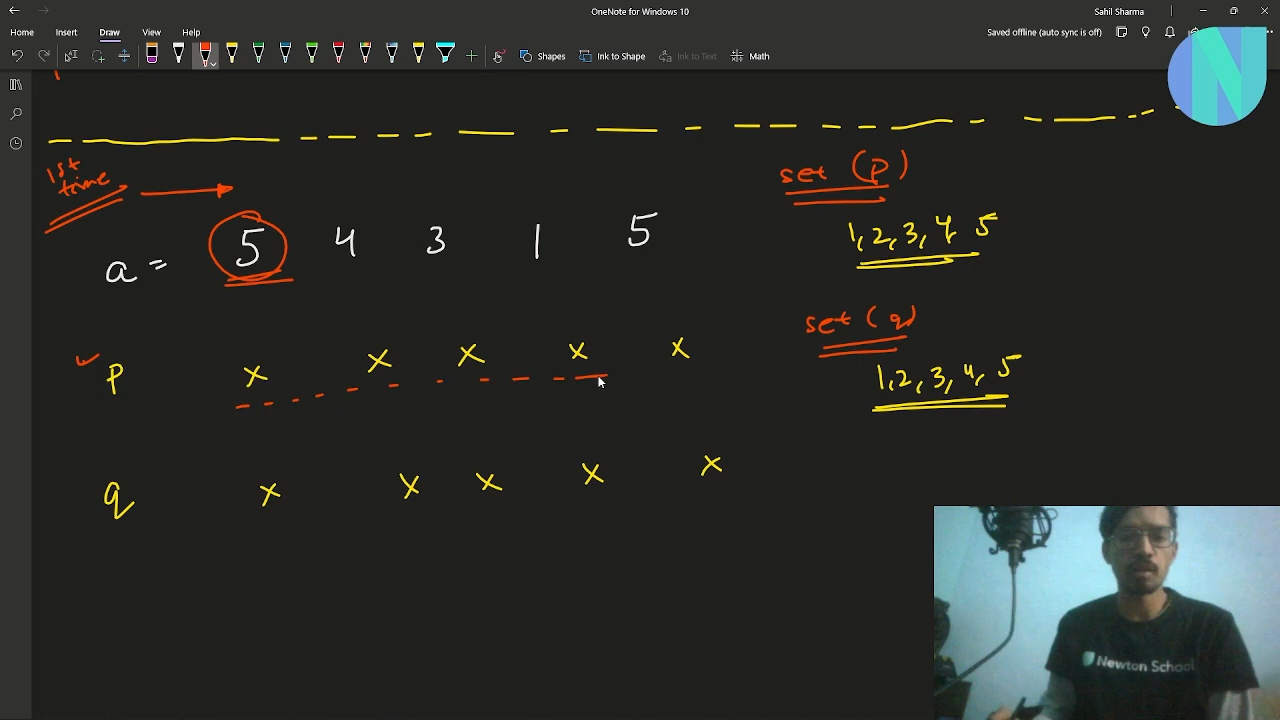 OneNote for Windows 10
Sahil Sharma
Home Insert Draw View Help
Saved offline (auto sync is off)
Shapes Ink to Shape Ink to Text Math
1st time
set (p)
1, 2, 3, 4, 5
a = 5 4 3 1 5
set (q)
p x x x x x
1, 2, 3, 4, 5
q x x x x x
Newton School